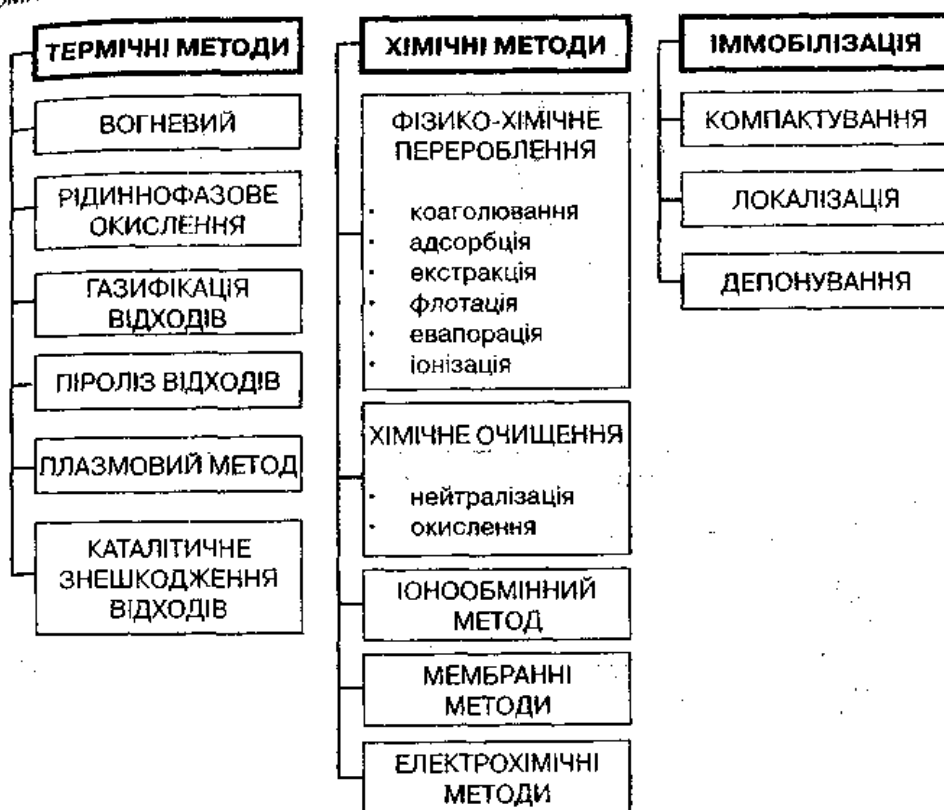 ТЕРМІЧНІ МЕТОДИ
ВОГНЕВИЙ
РІДИННОФАЗОВЕ
ОКИСЛЕННЯ
ГАЗИФІКАЦІЯ
ВІДХОДІВ
ПІРОЛІЗ ВІДХОДІВ
ПЛАЗМОВИЙ МЕТОД
КАТАЛІТИЧНЕ
ЗНЕШКОДЖЕННЯ
ВІДХОДІВ
ХІМІЧНІ МЕТОДИ
ФІЗИКО-ХІМІЧНЕ
ПЕРЕРОБЛЕННЯ
· коаголювання
· адсорбція
· екстракція
· флотація
· евапорація
· іонізація
ХІМІЧНЕ ОЧИЩЕННЯ
· нейтралізація
· окислення
ІОНООБМІННИЙ
МЕТОД
МЕМБРАННІ
МЕТОДИ
ЕЛЕКТРОХІМІЧНІ
МЕТОДИ
ІММОБІЛІЗАЦІЯ
КОМПАКТУВАННЯ
ЛОКАЛІЗАЦІЯ
ДЕПОНУВАННЯ